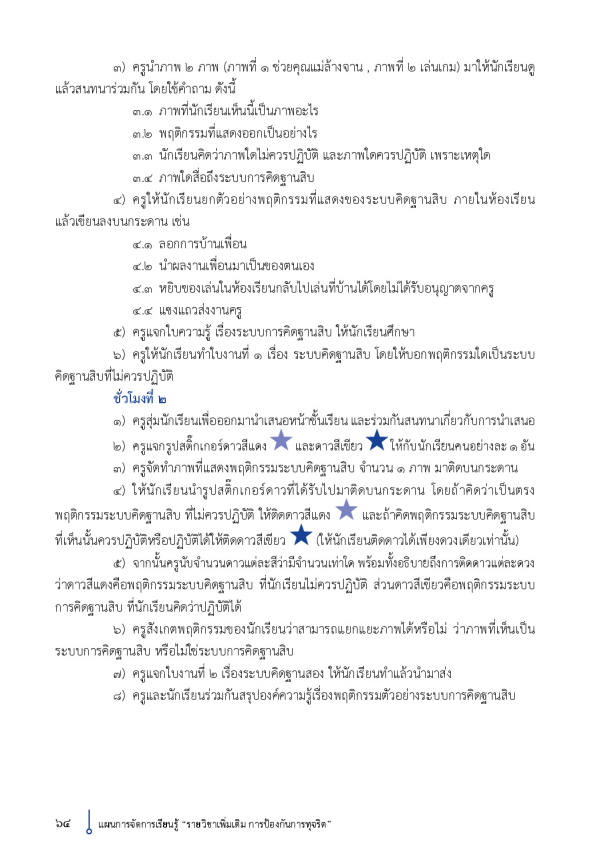 ๓) ครูนำภาพ ๒ ภาพ (ภาพที่ ๑ ช่วยคุณแม่ล้างจาน , ภาพที่ ๒ เล่นเกม) มาให้นักเรียนดู
แล้วสนทนาร่วมกัน โดยใช้คำถาม ดังนี้
๓.๑ ภาพที่นักเรียนเห็นนี้เป็นภาพอะไร
๓.๒ พฤติกรรมที่แสดงออกเป็นอย่างไร
๓.๓ นักเรียนคิดว่าภาพใดไม่ควรปฏิบัติ และภาพใดควรปฏิบัติ เพราะเหตุใด
๓.๔ ภาพใดสื่อถึงระบบการคิดฐานสิบ
๔) ครูให้นักเรียนยกตัวอย่างพฤติกรรมที่แสดงของระบบคิดฐานสิบ ภายในห้องเรียน
แล้วเขียนลงบนกระดาน เช่น
๔.๑ ลอกการบ้านเพื่อน
๔.๒ นำผลงานเพื่อนมาเป็นของตนเอง
๔.๓ หยิบของเล่นในห้องเรียนกลับไปเล่นที่บ้านได้โดยไม่ได้รับอนุญาตจากครู
๔.๔ แซงแถวส่งงานครู
๕) ครูแจกใบความรู้ เรื่องระบบการคิดฐานสิบ ให้นักเรียนศึกษา
๖) ครูให้นักเรียนทำใบงานที่ ๑ เรื่อง ระบบคิดฐานสิบ โดยให้บอกพฤติกรรมใดเป็นระบบ
คิดฐานสิบที่ไม่ควรปฏิบัติ
ชั่วโมงที่ ๒
๑) ครูสุ่มนักเรียนเพื่อออกมานำเสนอหน้าชั้นเรียน และร่วมกันสนทนาเกี่ยวกับการนำเสนอ
๒) ครูแจกรูปสติ๊กเกอร์ดาวสีแดง และดาวสีเขียว ให้กับนักเรียนคนอย่างละ ๑ อัน
๓) ครูจัดทำภาพที่แสดงพฤติกรรมระบบคิดฐานสิบ จำนวน ๑ ภาพ มาติดบนกระดาน
๔) ให้นักเรียนนำรูปสติ๊กเกอร์ดาวที่ได้รับไปมาติดบนกระดาน โดยถ้าคิดว่าเป็นตรง
พฤติกรรมระบบคิดฐานสิบ ที่ไม่ควรปฏิบัติ ให้ติดดาวสีแดง และถ้าคิดพฤติกรรมระบบคิดฐานสิบ
ที่เห็นนั้นควรปฏิบัติหรือปฏิบัติได้ให้ติดดาวสีเขียว (ให้นักเรียนติดดาวได้เพียงดวงเดียวเท่านั้น)
๕) จากนั้นครูนับจำนวนดาวแต่ละสีว่ามีจำนวนเท่าใด พร้อมทั้งอธิบายถึงการติดดาวแต่ละดวง
ว่าดาวสีแดงคือพฤติกรรมระบบคิดฐานสิบ ที่นักเรียนไม่ควรปฏิบัติ ส่วนดาวสีเขียวคือพฤติกรรมระบบ
การคิดฐานสิบ ที่นักเรียนคิดว่าปฏิบัติได้
๖) ครูสังเกตพฤติกรรมของนักเรียนว่าสามารถแยกแยะภาพได้หรือไม่ ว่าภาพที่เห็นเป็น
ระบบการคิดฐานสิบ หรือไม่ใช่ระบบการคิดฐานสิบ
๗) ครูแจกใบงานที่ ๒ เรื่องระบบคิดฐานสอง ให้นักเรียนทำแล้วนำมาส่ง
๘) ครูและนักเรียนร่วมกันสรุปองค์ความรู้เรื่องพฤติกรรมตัวอย่างระบบการคิดฐานสิบ
๖๔ แผนการจัดการเรียนรู้ "รายวิชาเพิ่มเติม การป้องกันการทุจริต"